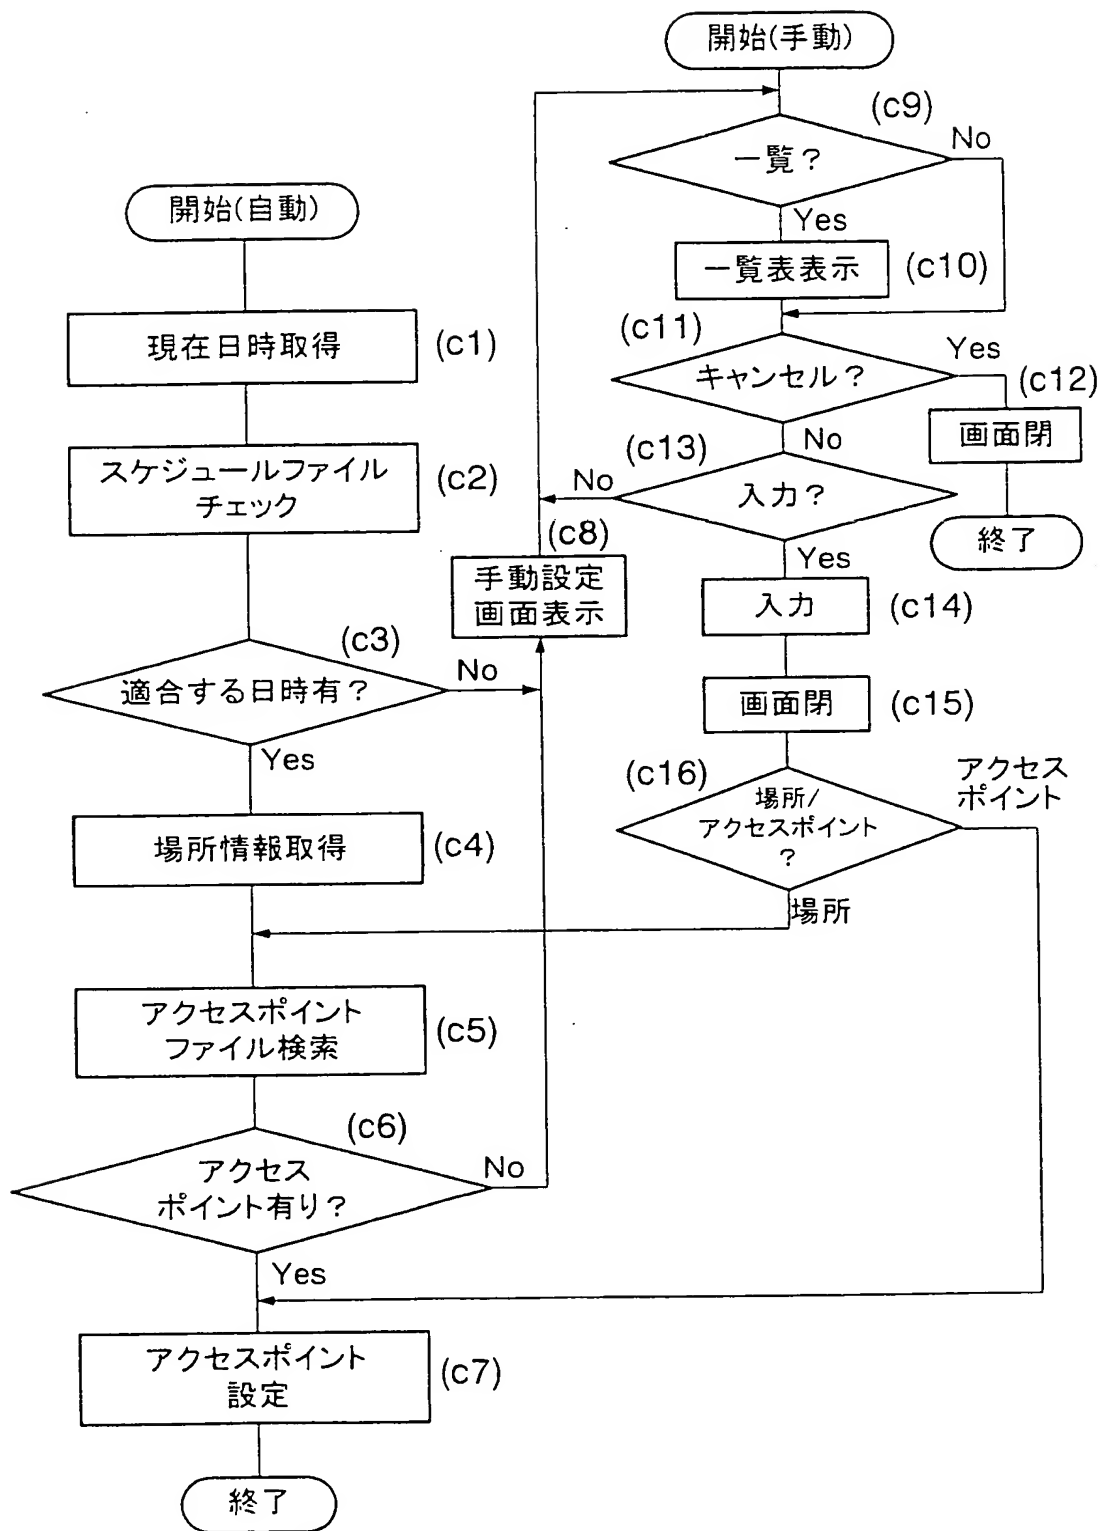 開始(手動)
(c9)
一覧?
No
Yes
一覧表表示
(c10)
(c11)
キャンセル?
Yes
(c12)
画面閉
終了
No
(c13)
入力?
No
Yes
(c8)
手動設定
画面表示
入力
(c14)
画面閉
(c15)
(c16)
場所/
アクセスポイント
?
アクセス
ポイント
場所
開始(自動)
現在日時取得
(c1)
スケジュールファイル
チェック
(c2)
(c3)
適合する日時有?
No
Yes
場所情報取得
(c4)
アクセスポイント
ファイル検索
(c5)
(c6)
アクセス
ポイント有り?
No
Yes
アクセスポイント
設定
(c7)
終了